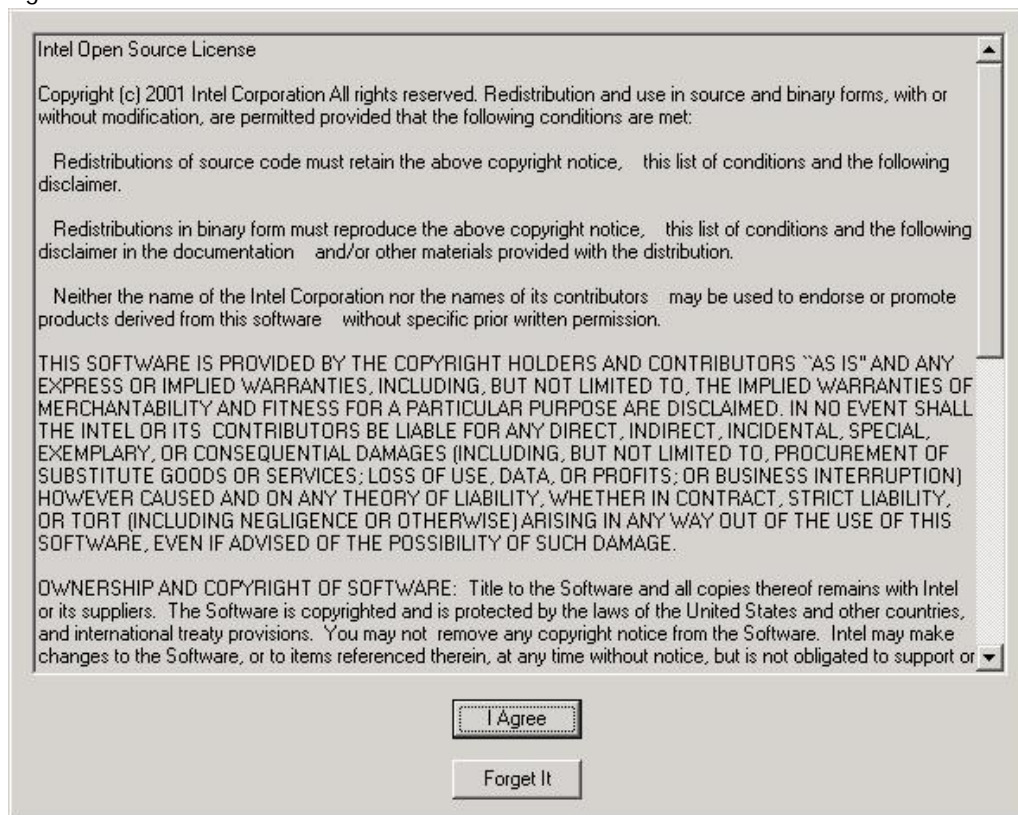 Intel Open Source License
Copyright (c) 2001 Intel Corporation All rights reserved. Redistribution and use in source and binary forms, with or
without modification, are permitted provided that the following conditions are met:
Redistributions of source code must retain the above copyright notice, this list of conditions and the following
disclaimer.
Redistributions in binary form must reproduce the above copyright notice, this list of conditions and the following
disclaimer in the documentation and/or other materials provided with the distribution.
Neither the name of the Intel Corporation nor the names of its contributors may be used to endorse or promote
products derived from this software without specific prior written permission.
THIS SOFTWARE IS PROVIDED BY THE COPYRIGHT HOLDERS AND CONTRIBUTORS ``AS IS" AND ANY
EXPRESS OR IMPLIED WARRANTIES, INCLUDING, BUT NOT LIMITED TO, THE IMPLIED WARRANTIES OF
MERCHANTABILITY AND FITNESS FOR A PARTICULAR PURPOSE ARE DISCLAIMED. IN NO EVENT SHALL
THE INTEL OR ITS CONTRIBUTORS BE LIABLE FOR ANY DIRECT, INDIRECT, INCIDENTAL, SPECIAL,
EXEMPLARY, OR CONSEQUENTIAL DAMAGES (INCLUDING, BUT NOT LIMITED TO, PROCUREMENT OF
SUBSTITUTE GOODS OR SERVICES; LOSS OF USE, DATA, OR PROFITS; OR BUSINESS INTERRUPTION)
HOWEVER CAUSED AND ON ANY THEORY OF LIABILITY, WHETHER IN CONTRACT, STRICT LIABILITY,
OR TORT (INCLUDING NEGLIGENCE OR OTHERWISE) ARISING IN ANY WAY OUT OF THE USE OF THIS
SOFTWARE, EVEN IF ADVISED OF THE POSSIBILITY OF SUCH DAMAGE.
OWNERSHIP AND COPYRIGHT OF SOFTWARE: Title to the Software and all copies thereof remains with Intel
or its suppliers. The Software is copyrighted and is protected by the laws of the United States and other countries,
and international treaty provisions. You may not remove any copyright notice from the Software. Intel may make
changes to the Software, or to items referenced therein, at any time without notice, but is not obligated to support or
I Agree
Forget It